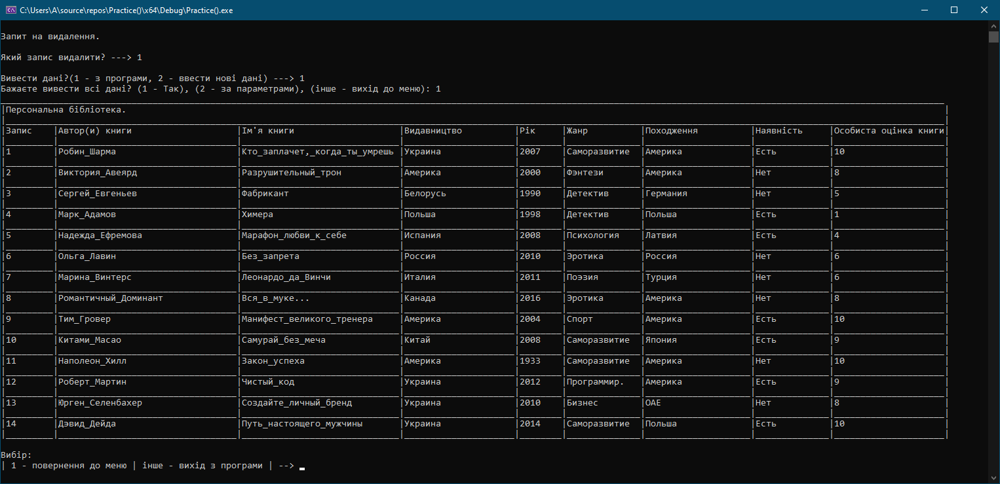 C:\Users\A\source\repos\Practice()\x64\Debug\Practice().exe
Запит на видалення.
Який запис видалити? ---> 1
Вивести дані?(1 - з програми, 2 - ввести нові дані) ---> 1
Бажаєте вивести всі дані? (1 - Так), (2 - за параметрами), (інше - вихід до меню): 1
|Персональна бібліотека. |
|Запис |Автор(и) книги |Ім'я книги |Видавництво |Рік |Жанр |Походження |Наявність |Особиста оцінка книги|
|1 |Робин_Шарма |Кто_заплачет,_когда_ты_умрешь |Украина |2007 |Саморазвитие |Америка |Есть |10 |
|2 |Виктория_Авеярд |Разрушительный_трон |Америка |2000 |Фэнтези |Америка |Нет |8 |
|3 |Сергей_Евгеньев |Фабрикант |Белорусь |1990 |Детектив |Германия |Нет |5 |
|4 |Марк_Адамов |Химера |Польша |1998 |Детектив |Польша |Есть |1 |
|5 |Надежда_Ефремова |Марафон_любви_к_себе |Испания |2008 |Психология |Латвия |Есть |4 |
|6 |Ольга_Лавин |Без_запрета |Россия |2010 |Эротика |Россия |Нет |6 |
|7 |Марина_Винтерс |Леонардо_да_Винчи |Италия |2011 |Поэзия |Турция |Нет |6 |
|8 |Романтичный_Доминант |Вся_в_муке... |Канада |2016 |Эротика |Америка |Нет |8 |
|9 |Тим_Гровер |Манифест_великого_тренера |Америка |2004 |Спорт |Америка |Есть |10 |
|10 |Китами_Масао |Самурай_без_меча |Китай |2008 |Саморазвитие |Япония |Есть |9 |
|11 |Наполеон_Хилл |Закон_успеха |Америка |1933 |Саморазвитие |Америка |Нет |10 |
|12 |Роберт_Мартин |Чистый_код |Украина |2012 |Программир. |Америка |Есть |9 |
|13 |Юрген_Селенбахер |Создайте_личный_бренд |Украина |2010 |Бизнес |ОАЕ |Нет |8 |
|14 |Дэвид_Дейда |Путь_настоящего_мужчины |Украина |2014 |Саморазвитие |Польша |Есть |10 |
Вибір:
| 1 - повернення до меню | інше - вихід з програми | -->